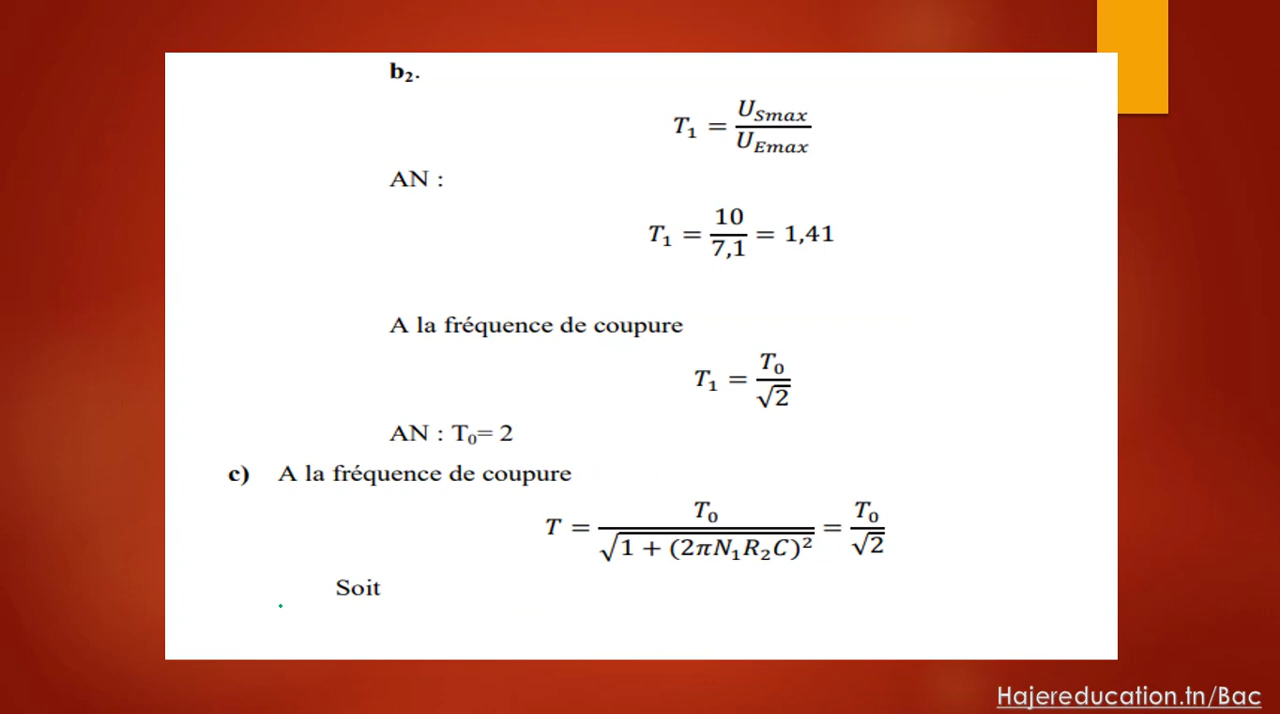 b₂.
T₁ = U_Smax / U_Emax
AN :
T₁ = 10 / 7,1 = 1,41
A la fréquence de coupure
T₁ = T₀ / √2
AN : T₀= 2
c) A la fréquence de coupure
T = T₀ / √(1 + (2πN₁R₂C)²) = T₀ / √2
Soit
Hajereducation.tn/Bac